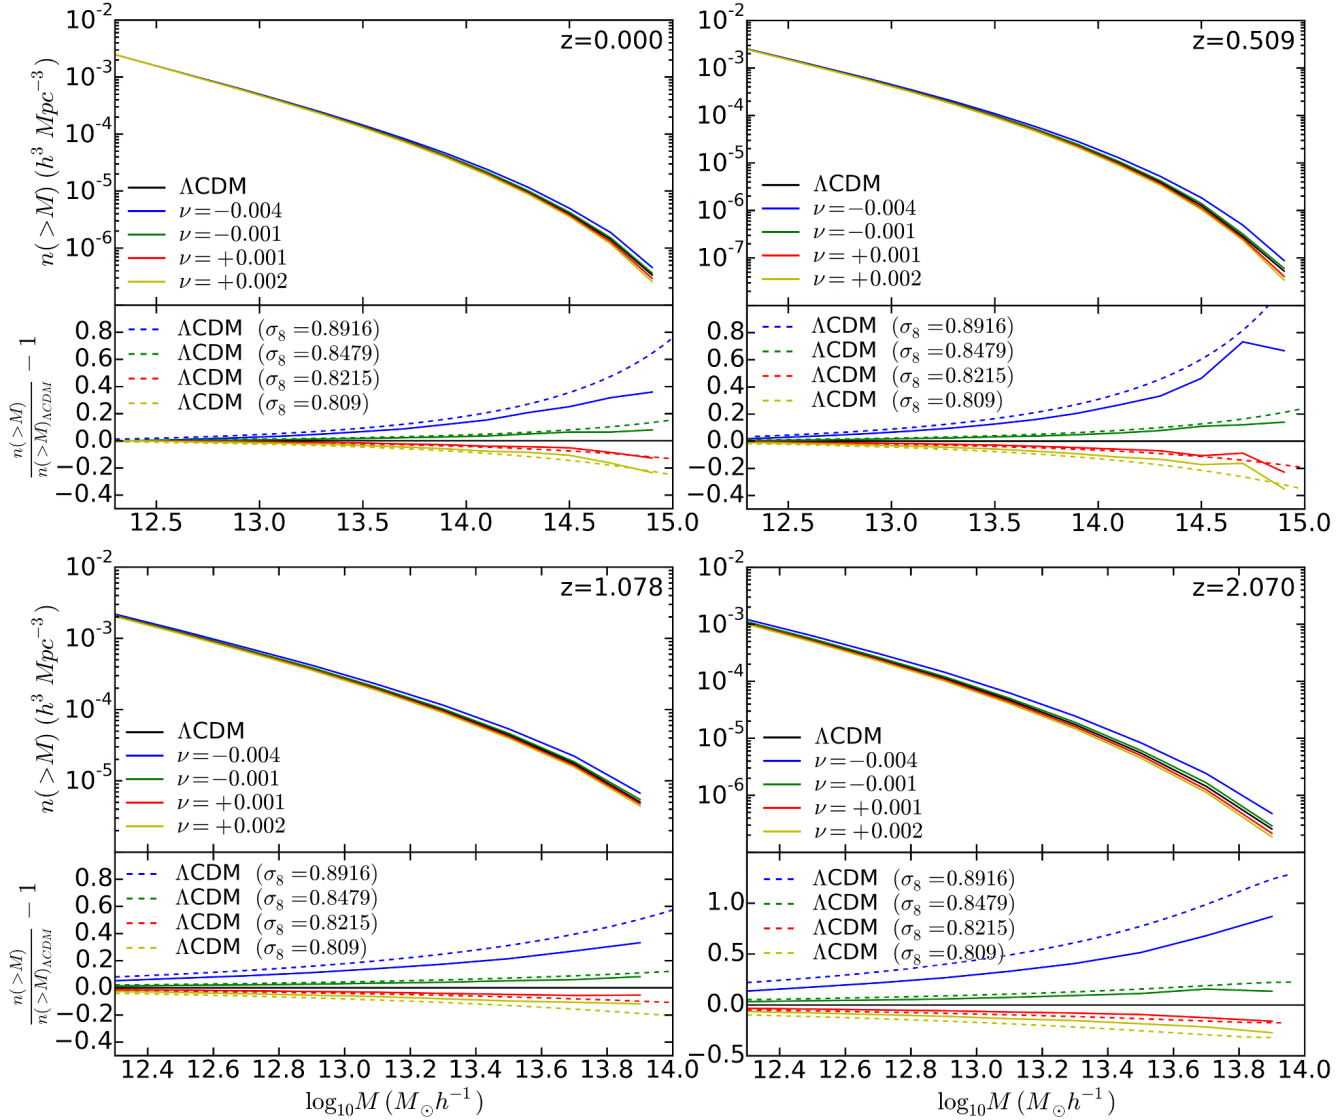 z=0.000
10⁻² 10⁻³ 10⁻⁴ 10⁻⁵ 10⁻⁶
n(>M) (h³ Mpc⁻³)
ΛCDM
ν=−0.004
ν=−0.001
ν=+0.001
ν=+0.002
0.8 0.6 0.4 0.2 0.0 −0.2 −0.4
n(>M)/n(>M)ΛCDM − 1
ΛCDM (σ₈=0.8916)
ΛCDM (σ₈=0.8479)
ΛCDM (σ₈=0.8215)
ΛCDM (σ₈=0.809)
12.5 13.0 13.5 14.0 14.5 15.0
z=0.509
10⁻² 10⁻³ 10⁻⁴ 10⁻⁵ 10⁻⁶ 10⁻⁷
ΛCDM
ν=−0.004
ν=−0.001
ν=+0.001
ν=+0.002
0.8 0.6 0.4 0.2 0.0 −0.2 −0.4
ΛCDM (σ₈=0.8916)
ΛCDM (σ₈=0.8479)
ΛCDM (σ₈=0.8215)
ΛCDM (σ₈=0.809)
12.5 13.0 13.5 14.0 14.5 15.0
z=1.078
10⁻² 10⁻³ 10⁻⁴ 10⁻⁵
n(>M) (h³ Mpc⁻³)
ΛCDM
ν=−0.004
ν=−0.001
ν=+0.001
ν=+0.002
0.8 0.6 0.4 0.2 0.0 −0.2 −0.4
n(>M)/n(>M)ΛCDM − 1
ΛCDM (σ₈=0.8916)
ΛCDM (σ₈=0.8479)
ΛCDM (σ₈=0.8215)
ΛCDM (σ₈=0.809)
12.4 12.6 12.8 13.0 13.2 13.4 13.6 13.8 14.0
log₁₀M (M⊙h⁻¹)
z=2.070
10⁻² 10⁻³ 10⁻⁴ 10⁻⁵ 10⁻⁶
ΛCDM
ν=−0.004
ν=−0.001
ν=+0.001
ν=+0.002
1.0 0.5 0.0 −0.5
ΛCDM (σ₈=0.8916)
ΛCDM (σ₈=0.8479)
ΛCDM (σ₈=0.8215)
ΛCDM (σ₈=0.809)
12.4 12.6 12.8 13.0 13.2 13.4 13.6 13.8 14.0
log₁₀M (M⊙h⁻¹)